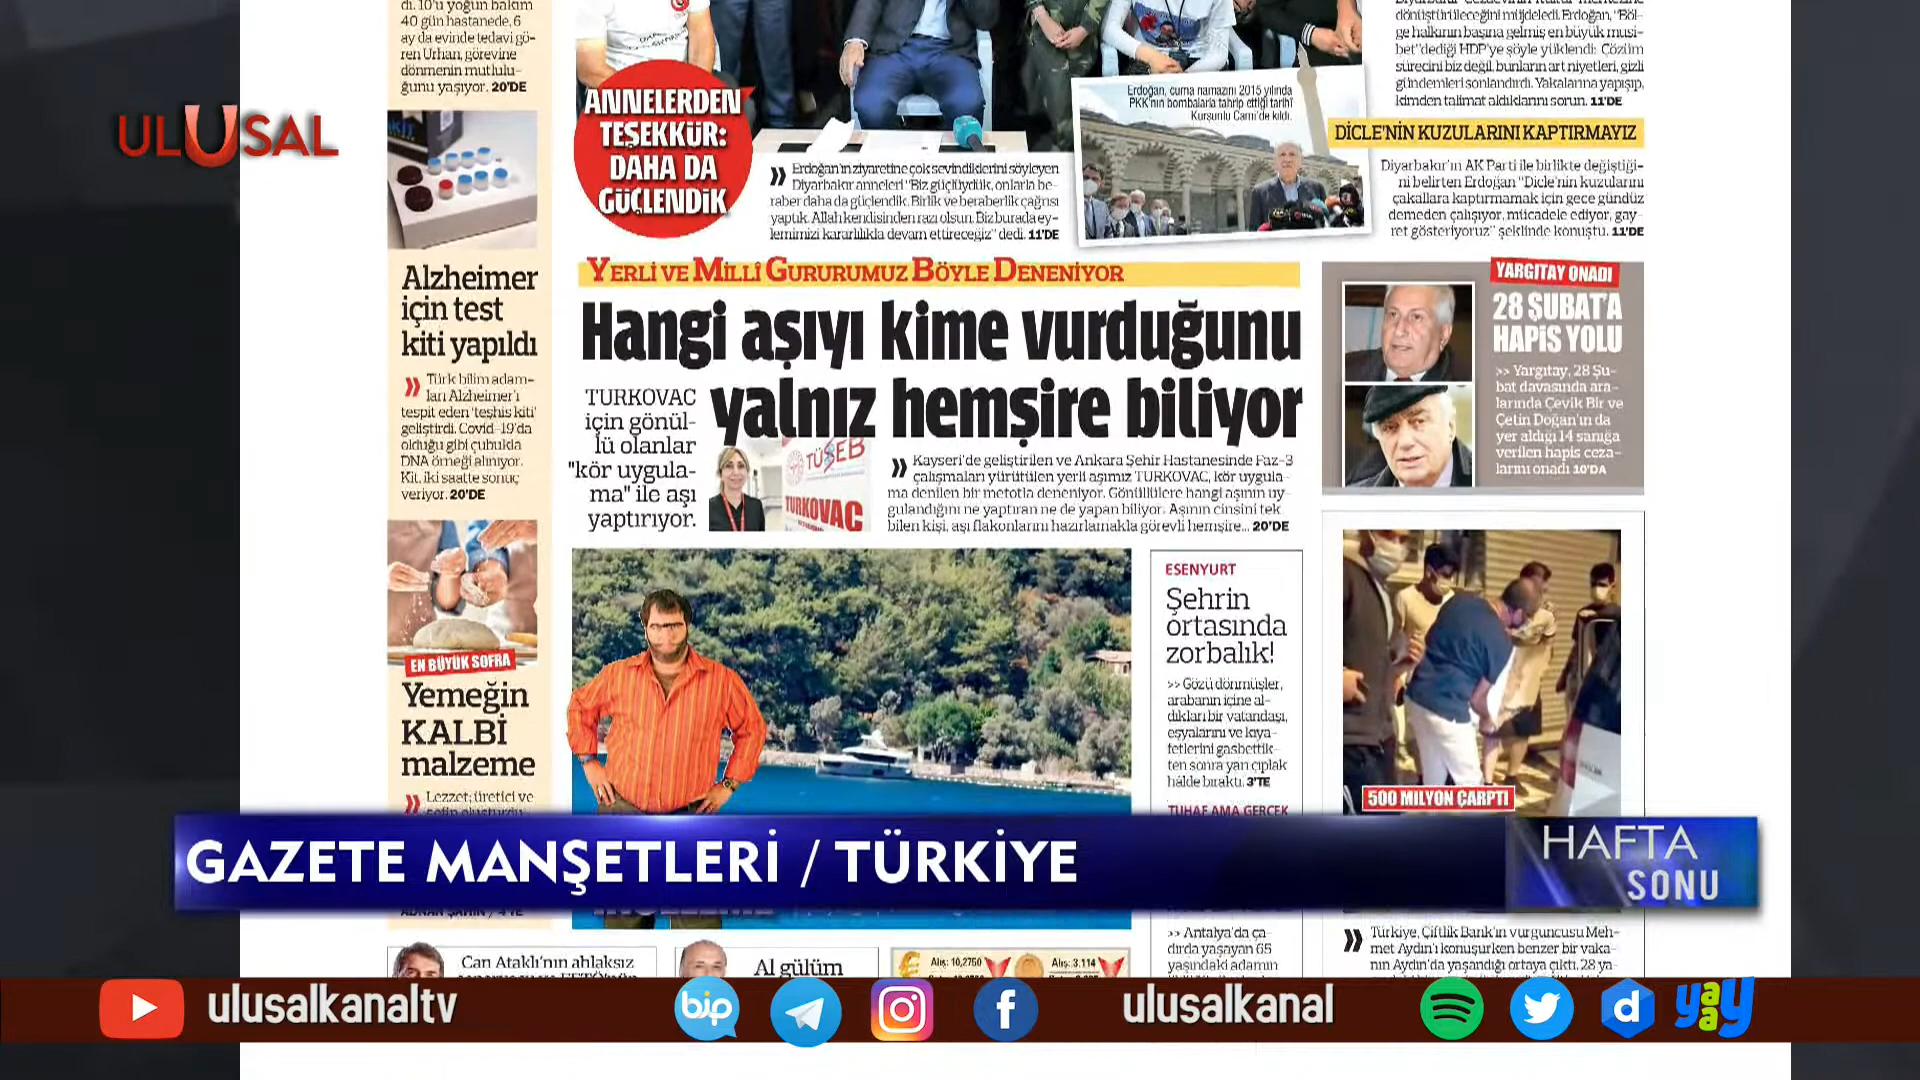 di. 10'u yoğun bakım
40 gün hastanede, 6
ay da evinde tedavi gö-
ren Urhan, görevine
dönmenin mutlulu-
ğunu yaşıyor. 20'DE
ULUSAL
Alzheimer
için test
kiti yapıldı
» Türk bilim adam-
ları Alzheimer'ı
tespit eden 'teşhis kiti'
geliştirdi. Covid-19'da
olduğu gibi çubukla
DNA örneği alınıyor.
Kit, iki saatte sonuç
veriyor. 20'DE
EN BÜYÜK SOFRA
Yemeğin
KALBİ
malzeme
» Lezzet; üretici ve
ANNELERDEN
TEŞEKKÜR:
DAHA DA
GÜÇLENDİK
» Erdoğan'ın ziyaretine çok sevindiklerini söyleyen
Diyarbakır anneleri "Biz güçlüydük, onlarla be-
raber daha da güçlendik. Birlik ve beraberlik çağrısı
yaptık. Allah kendisinden razı olsun. Biz burada ey-
lemimizi kararlılıkla devam ettireceğiz" dedi. 11'DE
Erdoğan, cuma namazını 2015 yılında
PKK'nın bombalarla tahrip ettiği tarihî
Kurşunlu Cami'de kıldı.
dönüştürüleceğini müjdeledi. Erdoğan, "Böl-
ge halkının başına gelmiş en büyük musi-
bet" dediği HDP'ye şöyle yüklendi: Çözüm
sürecini biz değil, bunların art niyetleri, gizli
gündemleri sonlandırdı. Yakalarına yapışıp,
kimden talimat aldıklarını sorun. 11'DE
DİCLE'NİN KUZULARINI KAPTIRMAYIZ
Diyarbakır'ın AK Parti ile birlikte değiştiği-
ni belirten Erdoğan "Dicle'nin kuzularını
çakallara kaptırmamak için gece gündüz
demeden çalışıyor, mücadele ediyor, gay-
ret gösteriyoruz" şeklinde konuştu. 11'DE
YERLİ VE MİLLÎ GURURUMUZ BÖYLE DENENİYOR
Hangi aşıyı kime vurduğunu
yalnız hemşire biliyor
TURKOVAC
için gönül-
lü olanlar
"kör uygula-
ma" ile aşı
yaptırıyor.
TÜSEB
TURKOVAC
» Kayseri'de geliştirilen ve Ankara Şehir Hastanesinde Faz-3
çalışmaları yürütülen yerli aşımız TURKOVAC, kör uygula-
ma denilen bir metotla deneniyor. Gönüllülere hangi aşının uy-
gulandığını ne yaptıran ne de yapan biliyor. Aşının cinsini tek
bilen kişi, aşı flakonlarını hazırlamakla görevli hemşire... 20'DE
YARGITAY ONADI
28 ŞUBAT'A
HAPİS YOLU
>> Yargıtay, 28 Şu-
bat davasında ara-
larında Çevik Bir ve
Çetin Doğan'ın da
yer aldığı 14 sanığa
verilen hapis ceza-
larını onadı 10'DA
ESENYURT
Şehrin
ortasında
zorbalık!
>> Gözü dönmüşler,
arabanın içine al-
dıkları bir vatandaşı,
eşyalarını ve kıya-
fetlerini gasbettik-
ten sonra yarı çıplak
hâlde bıraktı. 3'TE
TUHAF AMA GERÇEK
500 MİLYON ÇARPTI
GAZETE MANŞETLERİ / TÜRKİYE
HAFTA
SONU
>> Antalya'da ça-
dırda yaşayan 65
yaşındaki adamın
» Türkiye, Çiftlik Bank'ın vurguncusu Meh-
met Aydın'ı konuşurken benzer bir vaka-
nın Aydın'da yaşandığı ortaya çıktı. 28 ya-
Can Ataklı'nın ahlaksız
Al gülüm
Alış: 10,2750
Alış: 3.114
ulusalkanaltv
bip
ulusalkanal
d
yaay